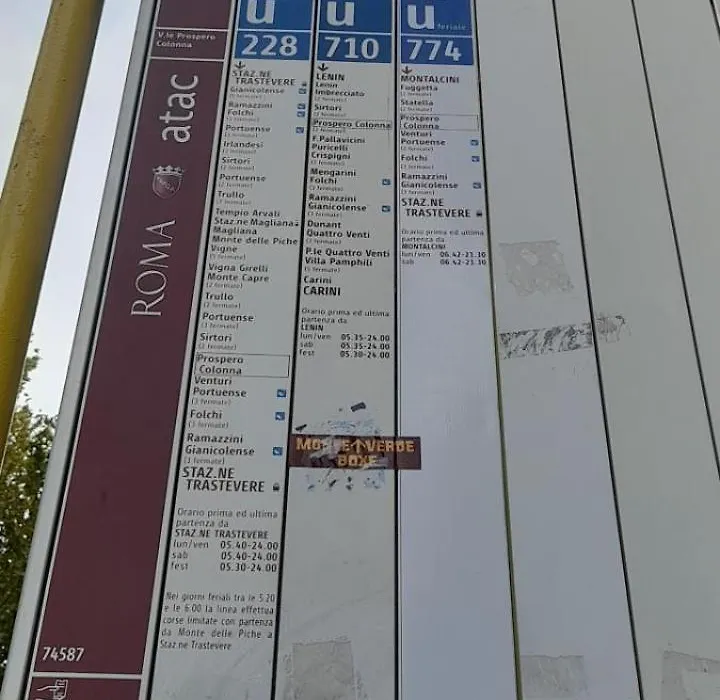 V.le Prospero
Colonna
atac
ROMA
74587
u
228
STAZ.NE
TRASTEVERE
Gianicolense
Ramazzini
Folchi
Portuense
Irlandesi
Sirtori
Portuense
Trullo
Tempio Arvali
Staz.ne Magliana
Magliana
Monte delle Piche
Vigne
Vigna Girelli
Monte Capre
Trullo
Portuense
Sirtori
Prospero
Colonna
Venturi
Portuense
Folchi
Ramazzini
Gianicolense
STAZ.NE
TRASTEVERE
Orario prima ed ultima
partenza da
STAZ.NE TRASTEVERE
lun/ven 05.40-24.00
sab 05.40-24.00
fest 05.30-24.00
Nei giorni feriali tra le 5.20
e le 6.00 la linea effettua
corse limitate con partenza
da Monte delle Piche a
Staz.ne Trastevere
u
710
LENIN
Lenin
Imbrecciato
Sirtori
Prospero Colonna
F.Pallavicini
Puricelli
Crispigni
Mengarini
Folchi
Ramazzini
Gianicolense
Dunant
Quattro Venti
P.le Quattro Venti
Villa Pamphili
Carini
CARINI
Orario prima ed ultima
partenza da
LENIN
lun/ven 05.35-24.00
sab 05.35-24.00
fest 05.30-24.00
MONTE VERDE
BOXE
u feriale
774
MONTALCINI
Fuggetta
Statella
Prospero
Colonna
Venturi
Portuense
Folchi
Ramazzini
Gianicolense
STAZ.NE
TRASTEVERE
Orario prima ed ultima
partenza da
MONTALCINI
lun/ven 06.42-21.30
sab 06.42-21.30